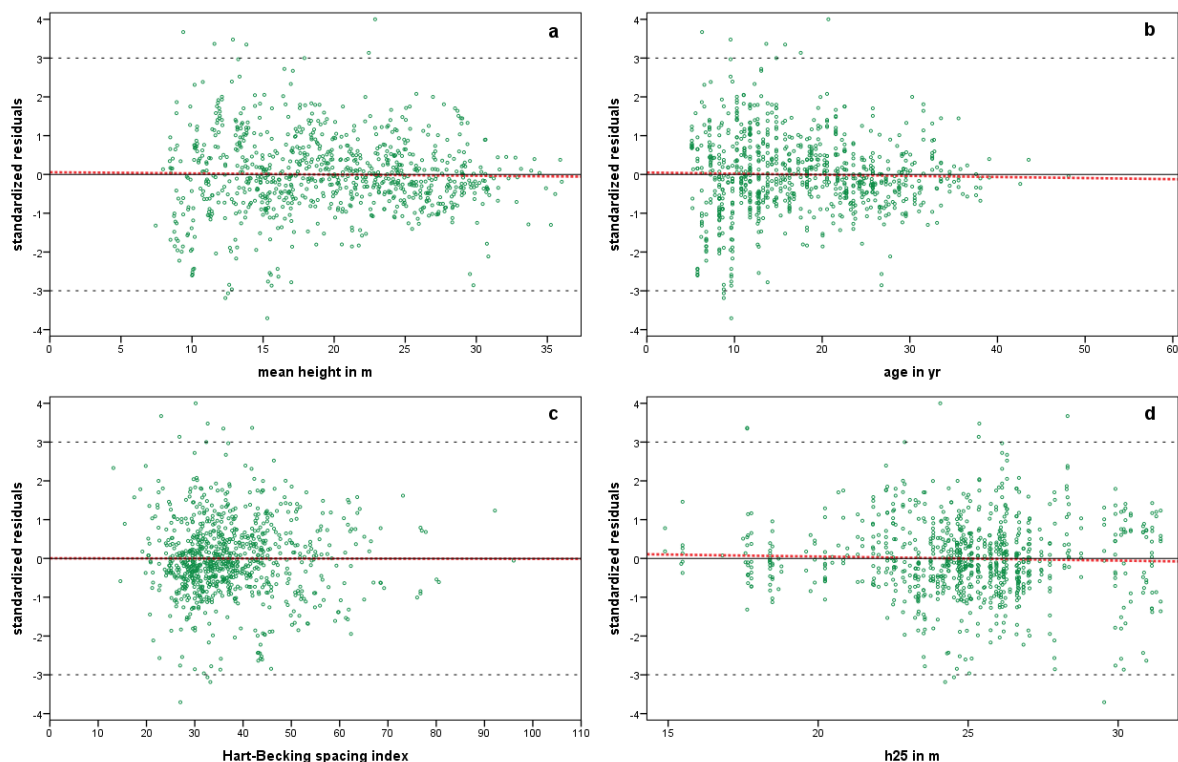 a
standardized residuals
4
3
2
1
0
-1
-2
-3
-4
0 5 10 15 20 25 30 35
mean height in m
b
standardized residuals
4
3
2
1
0
-1
-2
-3
-4
0 10 20 30 40 50 60
age in yr
c
standardized residuals
4
3
2
1
0
-1
-2
-3
-4
0 10 20 30 40 50 60 70 80 90 100 110
Hart-Becking spacing index
d
standardized residuals
4
3
2
1
0
-1
-2
-3
-4
15 20 25 30
h25 in m